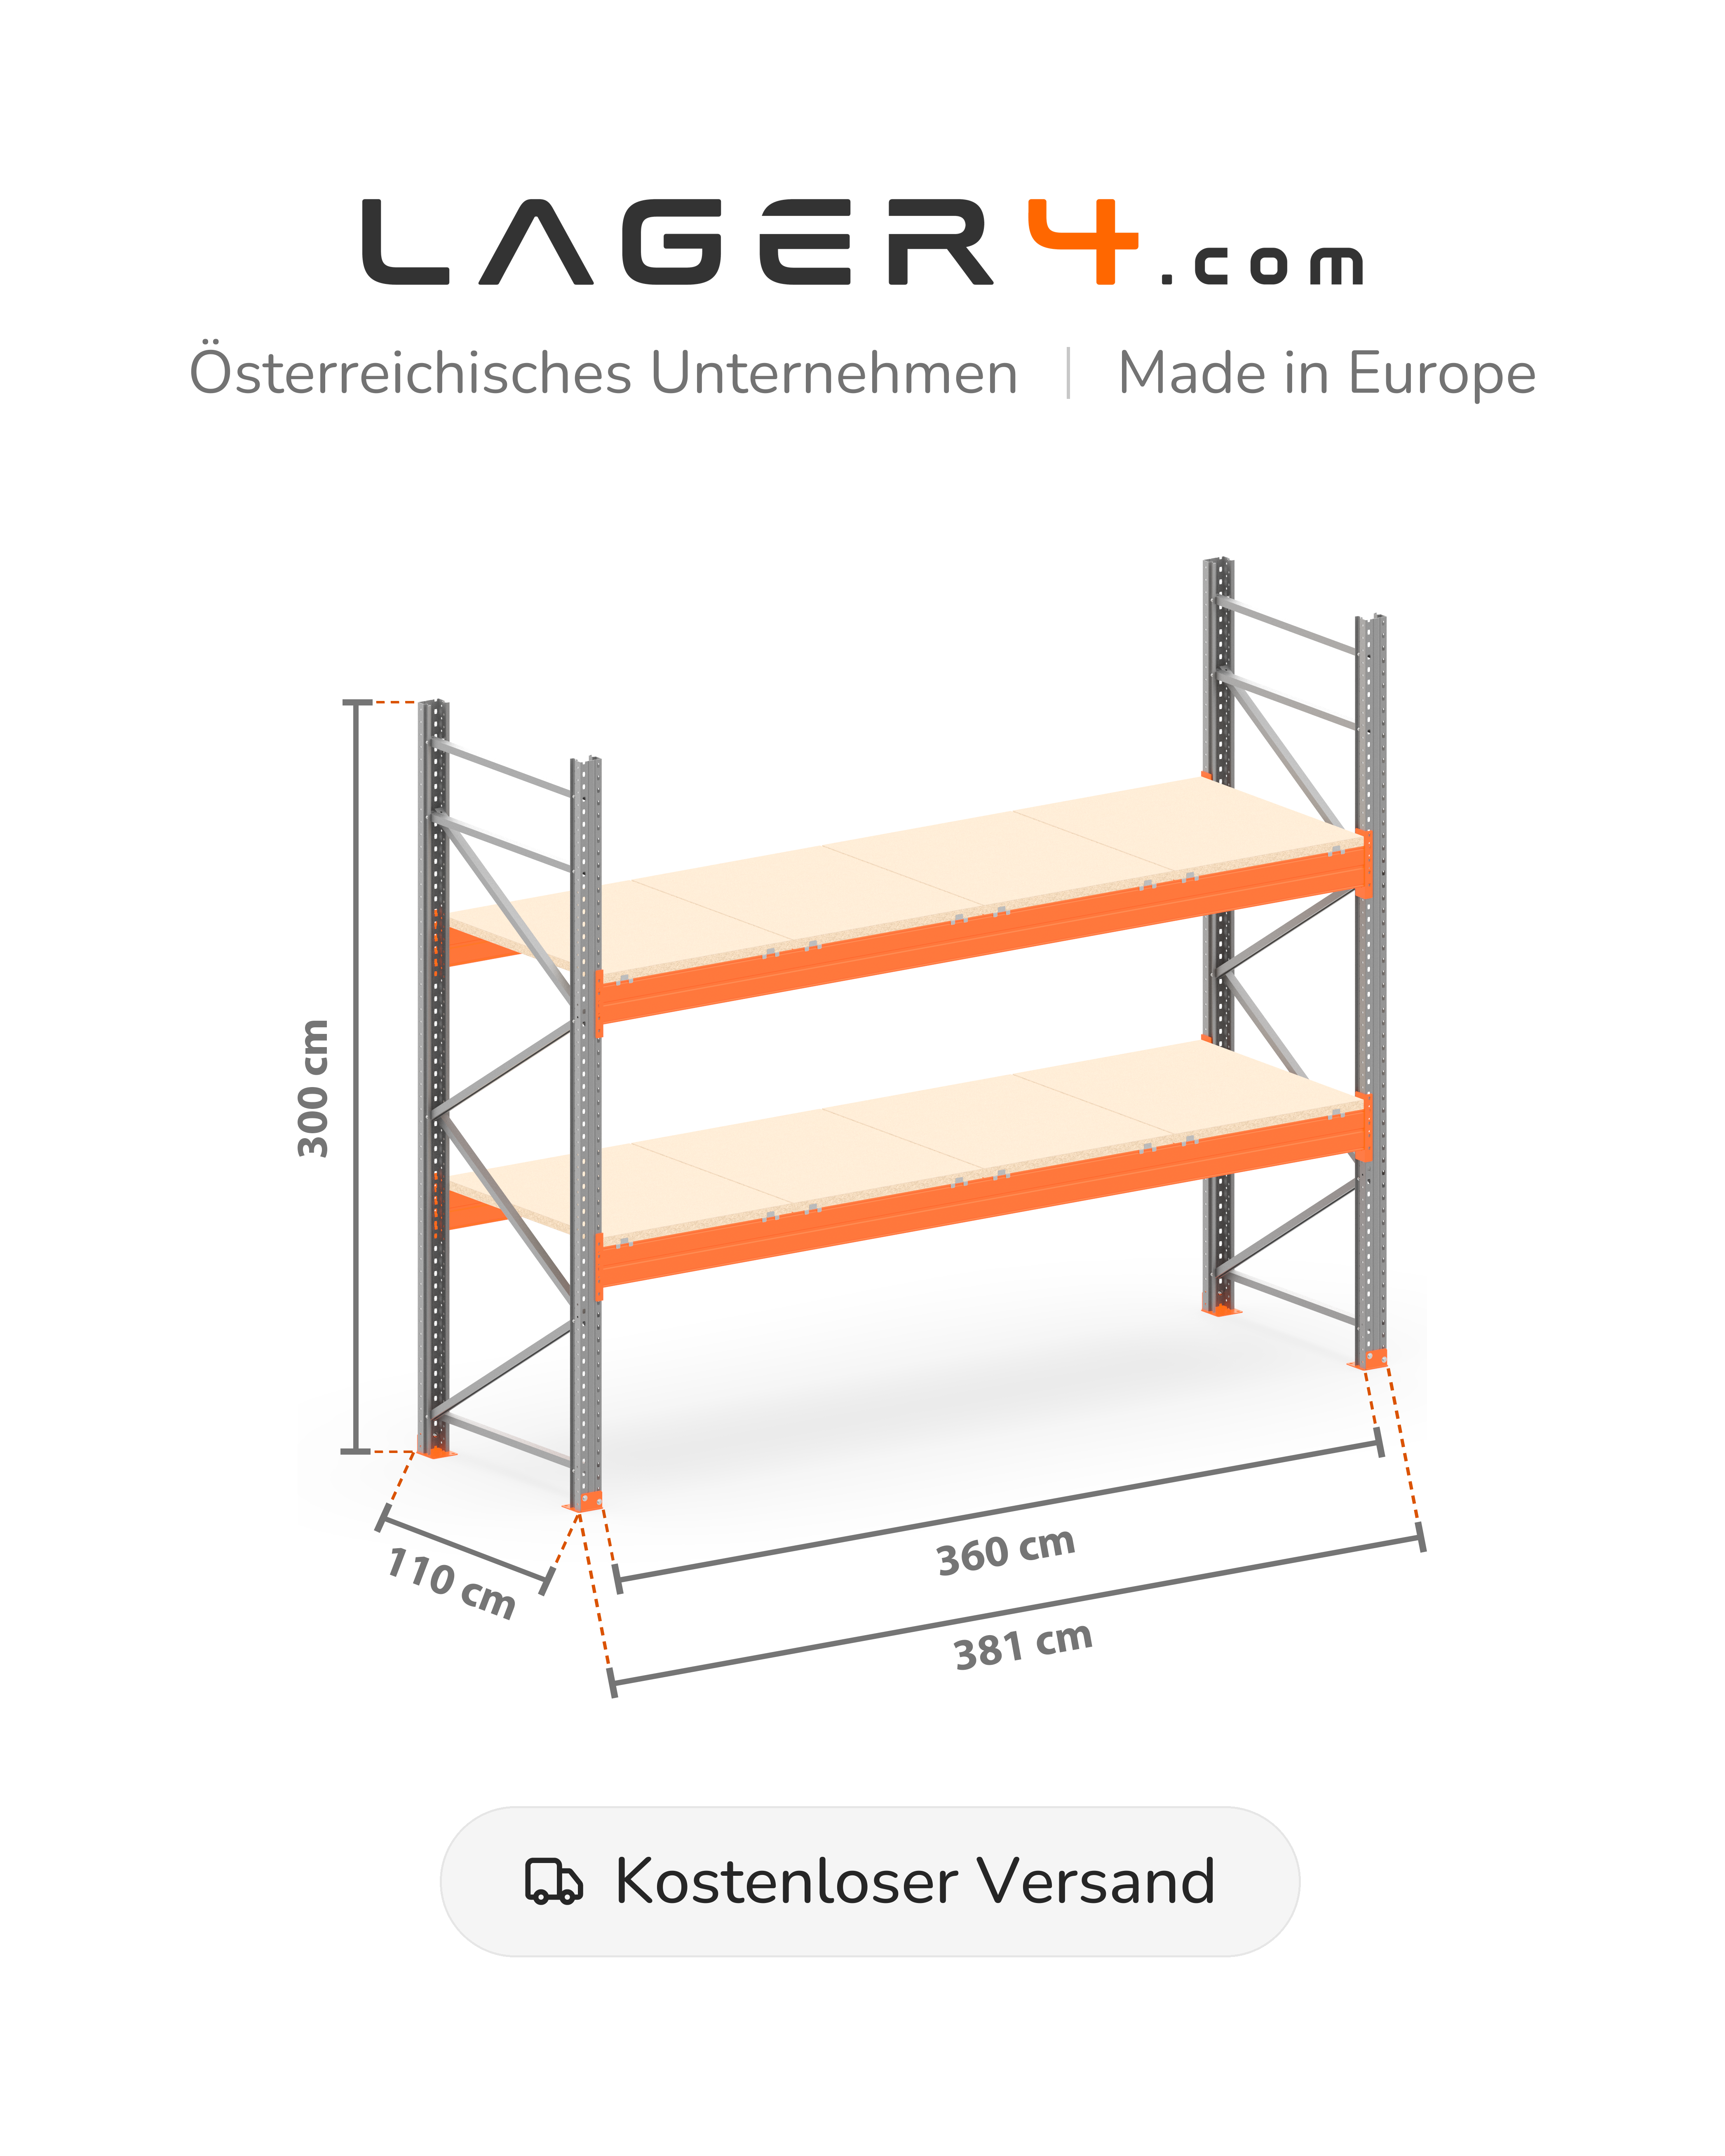 LAGER4.com
Österreichisches Unternehmen | Made in Europe
300 cm
110 cm
360 cm
381 cm
Kostenloser Versand